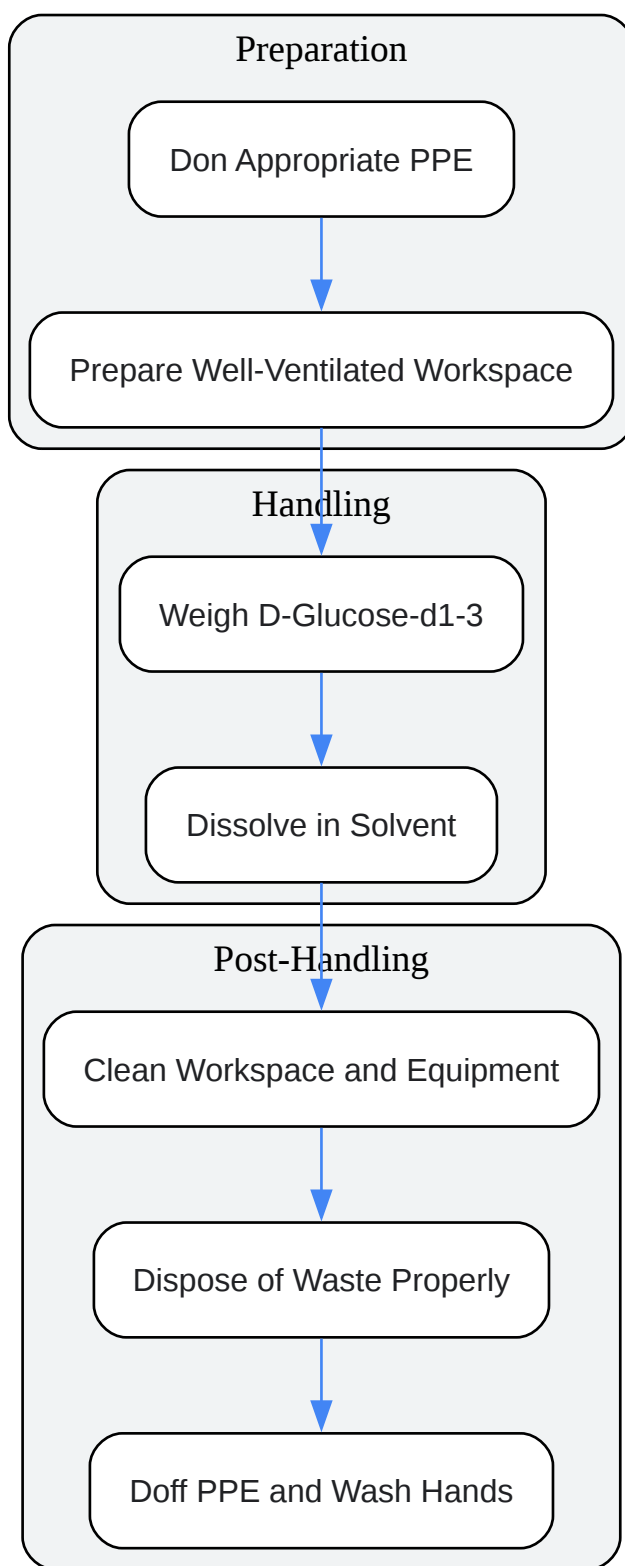 Preparation
Don Appropriate PPE
Prepare Well-Ventilated Workspace
Handling
Weigh D-Glucose-d1-3
Dissolve in Solvent
Post-Handling
Clean Workspace and Equipment
Dispose of Waste Properly
Doff PPE and Wash Hands